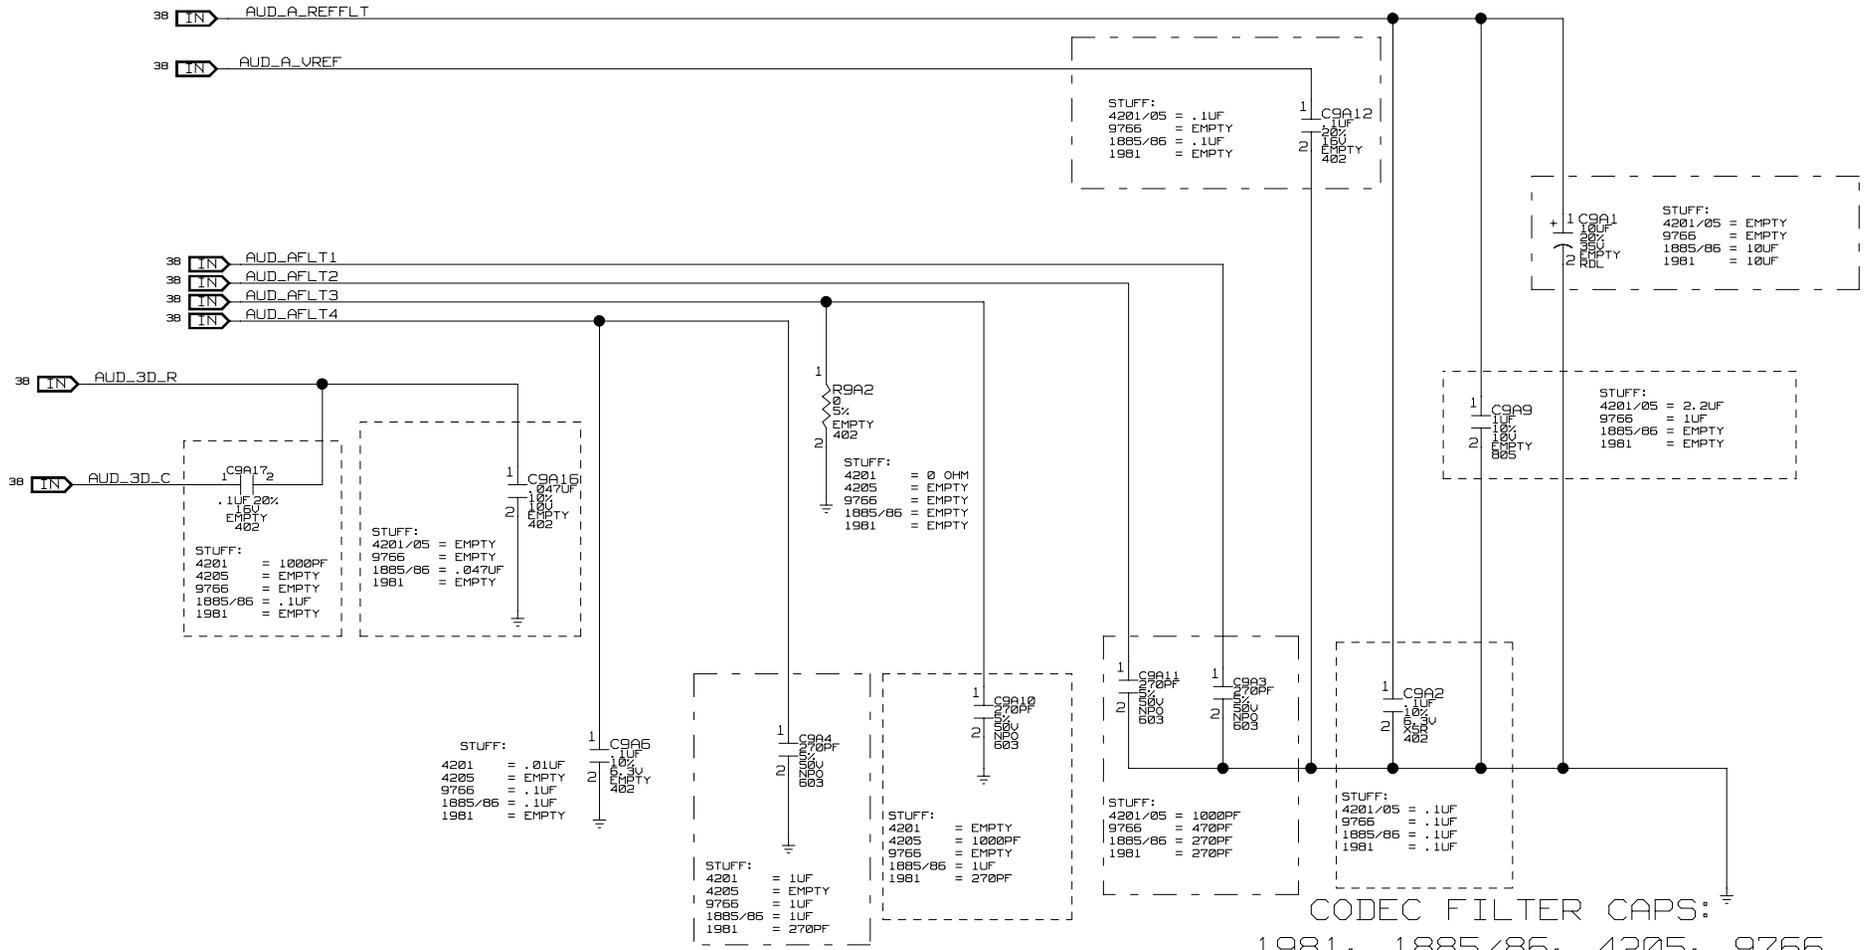 38 IN AUD_A_REFFLT
38 IN AUD_A_VREF
STUFF:
4201/05 = .1UF
9766 = EMPTY
1885/86 = .1UF
1981 = EMPTY
1
C9A12
.1UF
20%
16V
2
EMPTY
402
+ 1 C9A1
10UF
20%
35V
EMPTY
2 RDL
STUFF:
4201/05 = EMPTY
9766 = EMPTY
1885/86 = 10UF
1981 = 10UF
38 IN AUD_AFLT1
38 IN AUD_AFLT2
38 IN AUD_AFLT3
38 IN AUD_AFLT4
38 IN AUD_3D_R
1
R9A2
0
5%
EMPTY
402
2
STUFF:
4201 = 0 OHM
4205 = EMPTY
9766 = EMPTY
1885/86 = EMPTY
1981 = EMPTY
1
C9A9
1UF
10%
10V
2
EMPTY
805
STUFF:
4201/05 = 2.2UF
9766 = 1UF
1885/86 = EMPTY
1981 = EMPTY
38 IN AUD_3D_C
C9A17
1 2
.1UF 20%
16V
EMPTY
402
STUFF:
4201 = 1000PF
4205 = EMPTY
9766 = EMPTY
1885/86 = .1UF
1981 = EMPTY
1
C9A16
.047UF
10%
10V
2
EMPTY
402
STUFF:
4201/05 = EMPTY
9766 = EMPTY
1885/86 = .047UF
1981 = EMPTY
1
C9A6
.1UF
10%
6.3V
2
EMPTY
402
STUFF:
4201 = .01UF
4205 = EMPTY
9766 = .1UF
1885/86 = .1UF
1981 = EMPTY
1
C9A4
270PF
5%
50V
2
NPO
603
STUFF:
4201 = 1UF
4205 = EMPTY
9766 = 1UF
1885/86 = 1UF
1981 = 270PF
1
C9A10
270PF
5%
50V
2
NPO
603
STUFF:
4201 = EMPTY
4205 = 1000PF
9766 = EMPTY
1885/86 = 1UF
1981 = 270PF
1
C9A11
270PF
5%
50V
2
NPO
603
1
C9A3
270PF
5%
50V
2
NPO
603
STUFF:
4201/05 = 1000PF
9766 = 470PF
1885/86 = 270PF
1981 = 270PF
1
C9A2
.1UF
10%
6.3V
2
X5R
402
STUFF:
4201/05 = .1UF
9766 = .1UF
1885/86 = .1UF
1981 = .1UF
CODEC FILTER CAPS:
1981, 1885/86, 4205, 9766